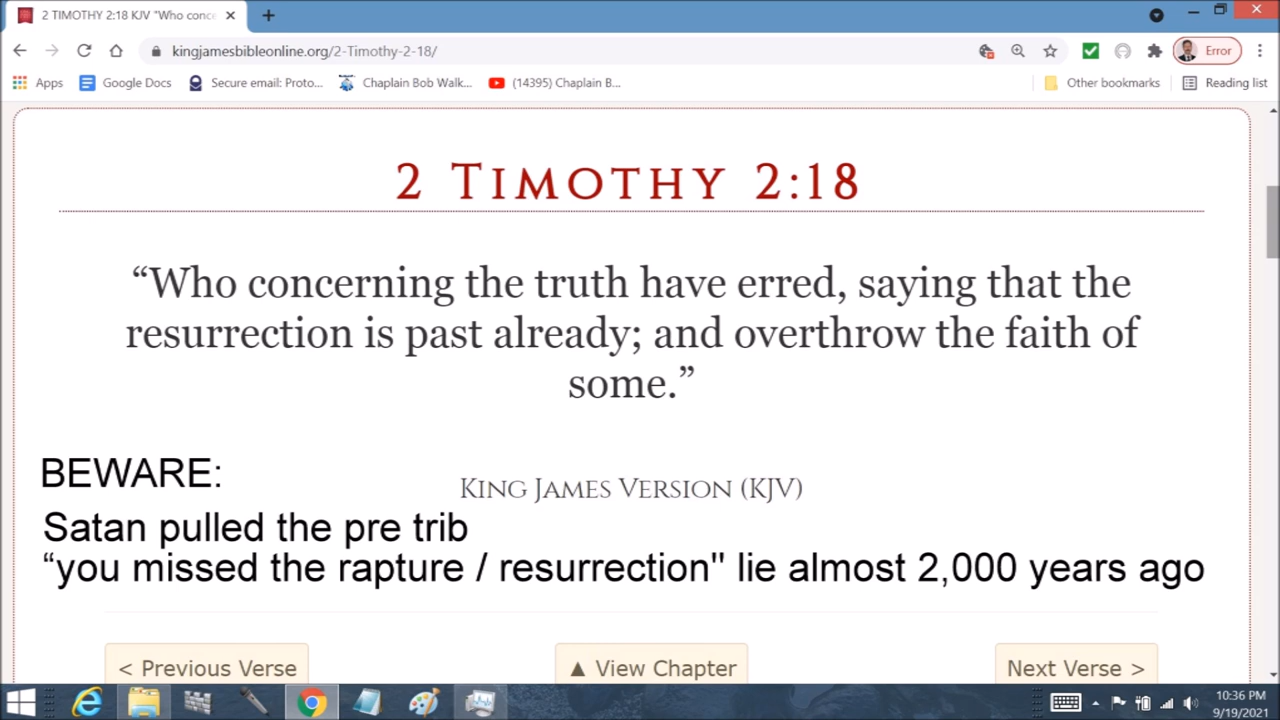 2 TIMOTHY 2:18 KJV "Who conce
kingjamesbibleonline.org/2-Timothy-2-18/
Error
Apps
Google Docs
Secure email: Proto...
Chaplain Bob Walk...
(14395) Chaplain B...
Other bookmarks
Reading list
2 TIMOTHY 2:18
“Who concerning the truth have erred, saying that the
resurrection is past already; and overthrow the faith of
some.”
BEWARE:
KING JAMES VERSION (KJV)
Satan pulled the pre trib
“you missed the rapture / resurrection" lie almost 2,000 years ago
< Previous Verse
▲ View Chapter
Next Verse >
10:36 PM
9/19/2021